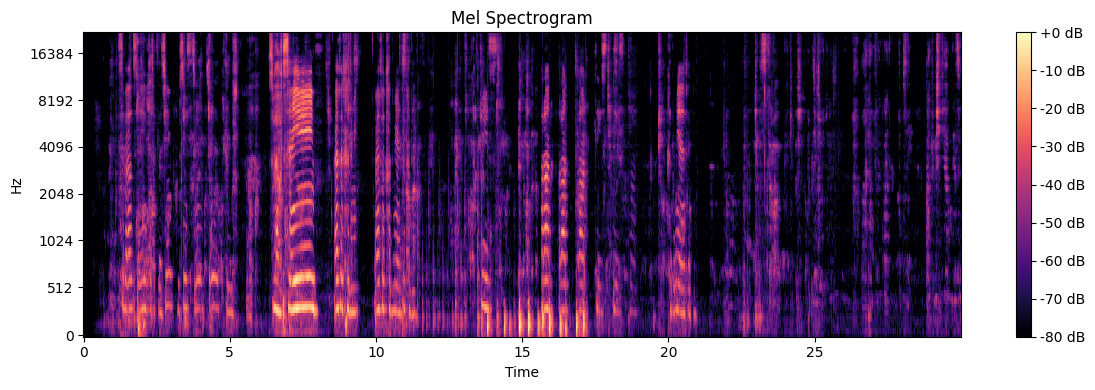 Mel Spectrogram
Hz
16384
8192
4096
2048
1024
512
0
0 5 10 15 20 25
Time
+0 dB
-10 dB
-20 dB
-30 dB
-40 dB
-50 dB
-60 dB
-70 dB
-80 dB